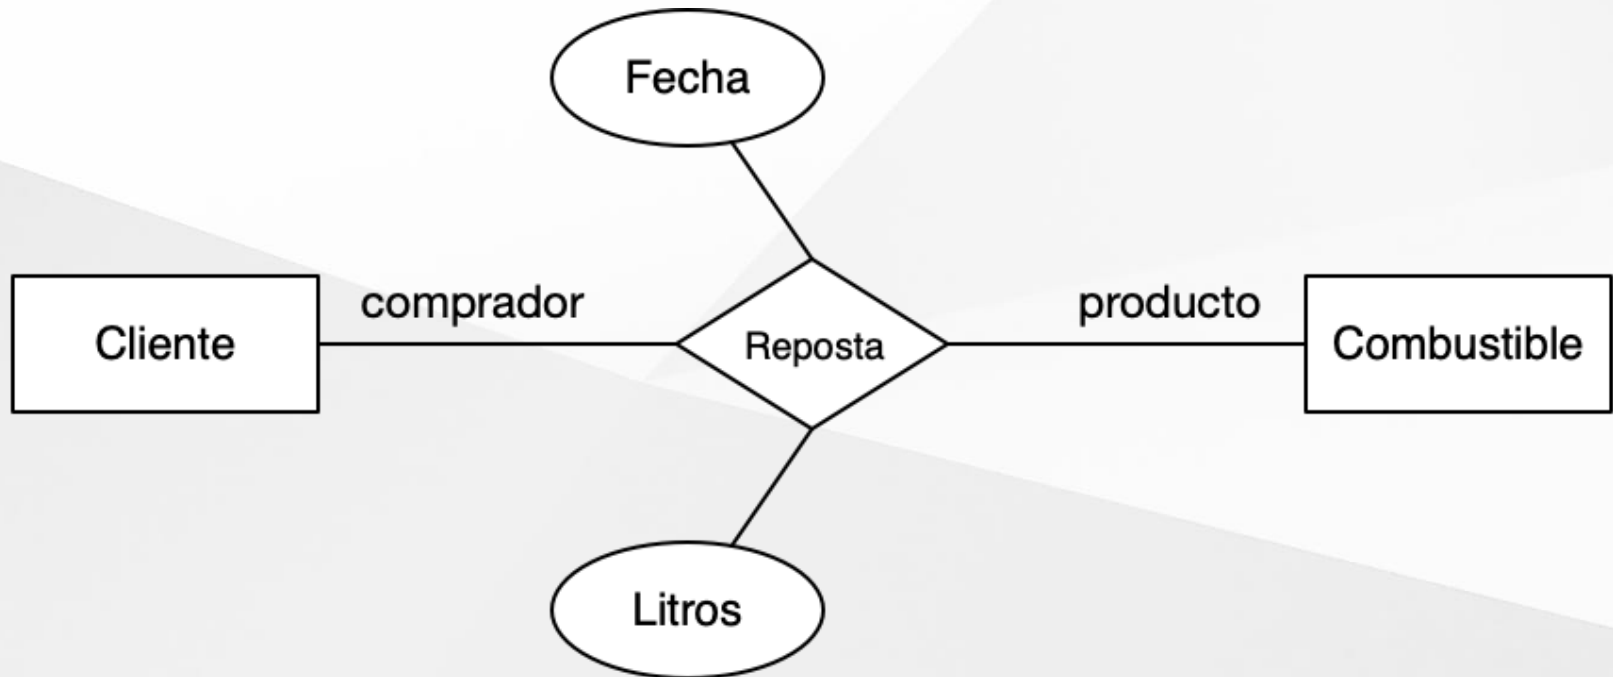 Fecha
comprador
producto
Cliente
Reposta
Combustible
Litros